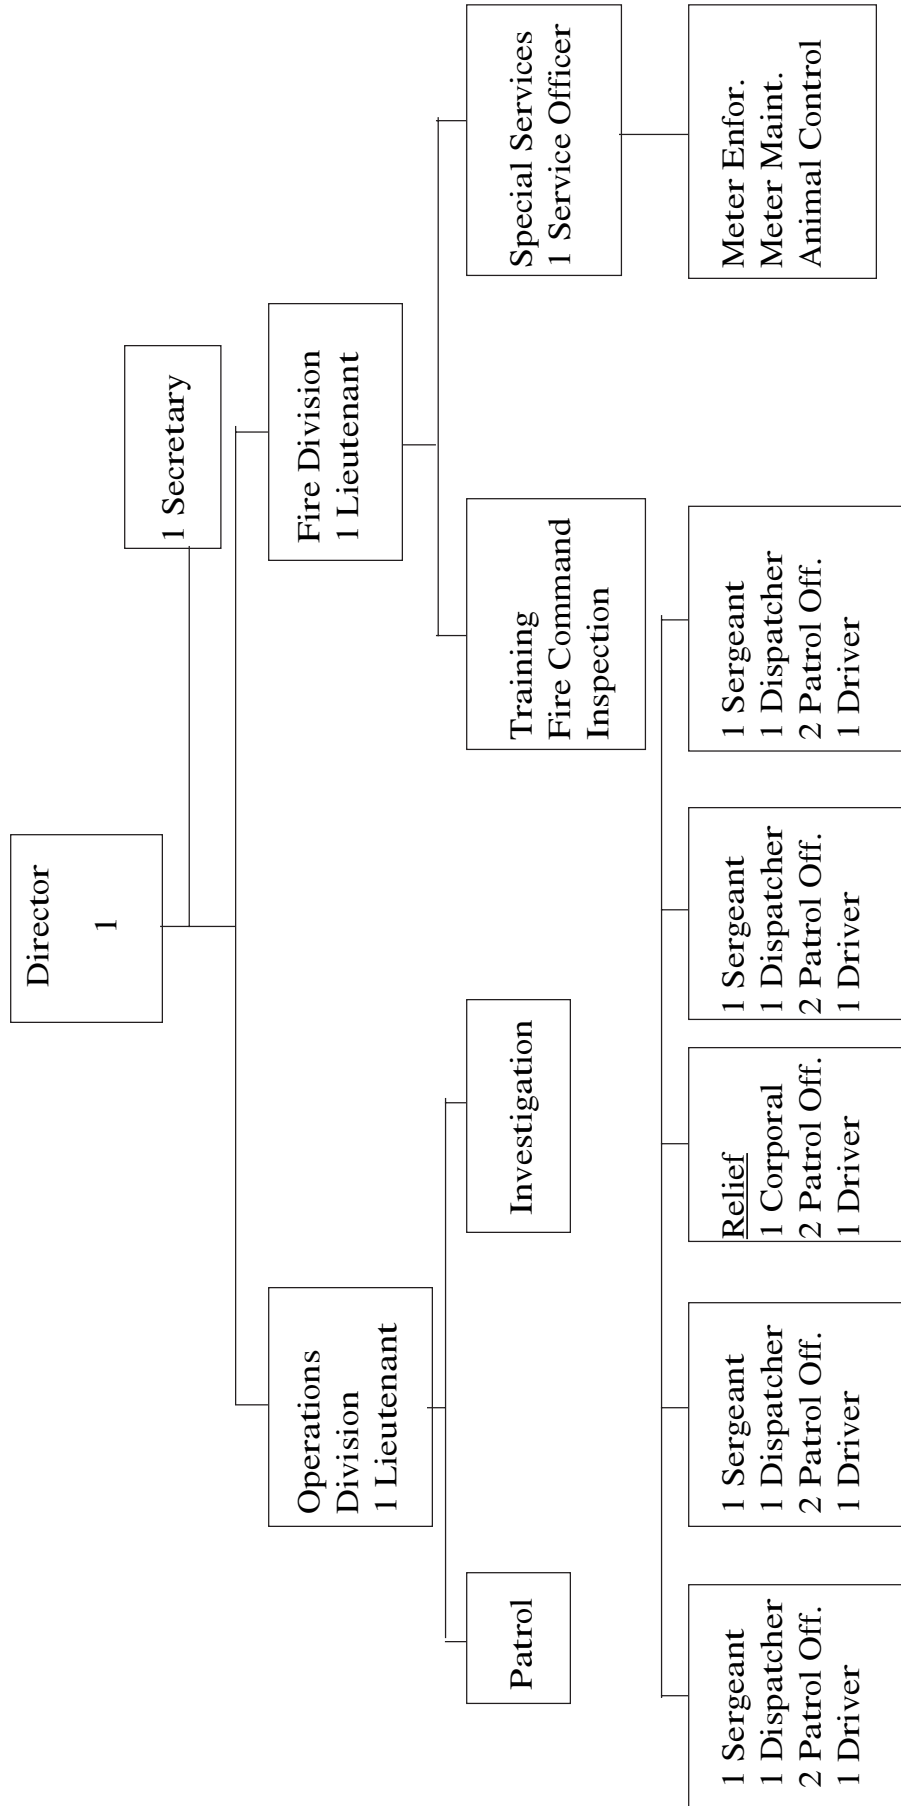 Director
1
1 Secretary
Operations
Division
1 Lieutenant
Fire Division
1 Lieutenant
Patrol
Investigation
Training
Fire Command
Inspection
Special Services
1 Service Officer
1 Sergeant
1 Dispatcher
2 Patrol Off.
1 Driver
1 Sergeant
1 Dispatcher
2 Patrol Off.
1 Driver
Relief
1 Corporal
2 Patrol Off.
1 Driver
1 Sergeant
1 Dispatcher
2 Patrol Off.
1 Driver
1 Sergeant
1 Dispatcher
2 Patrol Off.
1 Driver
Meter Enfor.
Meter Maint.
Animal Control